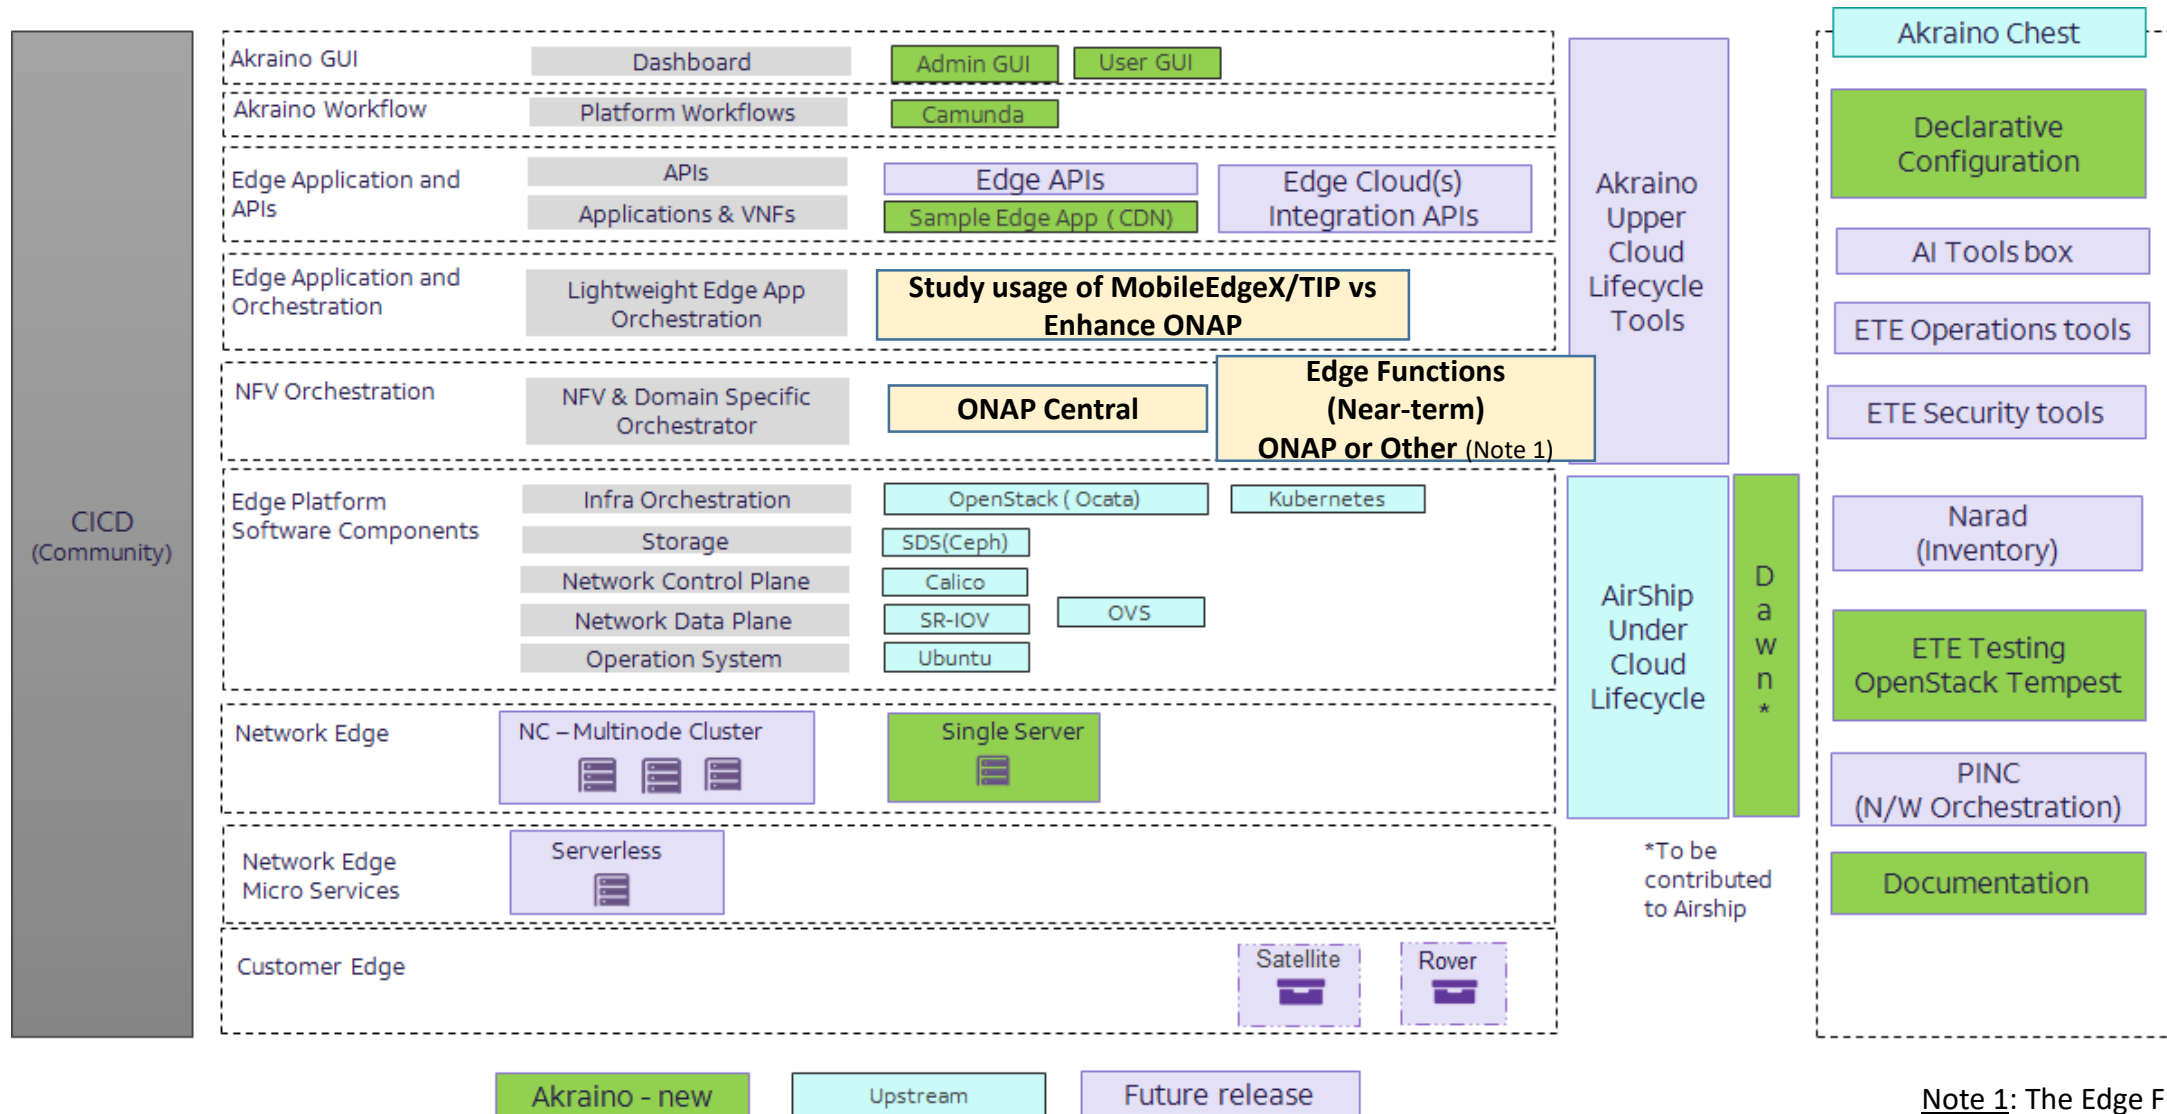 CICD
(Community)
Akraino GUI
Dashboard
Admin GUI
User GUI
Akraino Workflow
Platform Workflows
Camunda
Edge Application and
APIs
APIs
Applications & VNFs
Edge APIs
Sample Edge App ( CDN)
Edge Cloud(s)
Integration APIs
Edge Application and
Orchestration
Lightweight Edge App
Orchestration
Study usage of MobileEdgeX/TIP vs
Enhance ONAP
NFV Orchestration
NFV & Domain Specific
Orchestrator
ONAP Central
Edge Functions
(Near-term)
ONAP or Other (Note 1)
Edge Platform
Software Components
Infra Orchestration
OpenStack ( Ocata)
Kubernetes
Storage
SDS(Ceph)
Network Control Plane
Calico
Network Data Plane
SR-IOV
OVS
Operation System
Ubuntu
Network Edge
NC – Multinode Cluster
Single Server
Network Edge
Micro Services
Serverless
Customer Edge
Satellite
Rover
Akraino
Upper
Cloud
Lifecycle
Tools
AirShip
Under
Cloud
Lifecycle
D
a
w
n
*
*To be
contributed
to Airship
Akraino Chest
Declarative
Configuration
AI Tools box
ETE Operations tools
ETE Security tools
Narad
(Inventory)
ETE Testing
OpenStack Tempest
PINC
(N/W Orchestration)
Documentation
Akraino - new
Upstream
Future release
Note 1: The Edge F